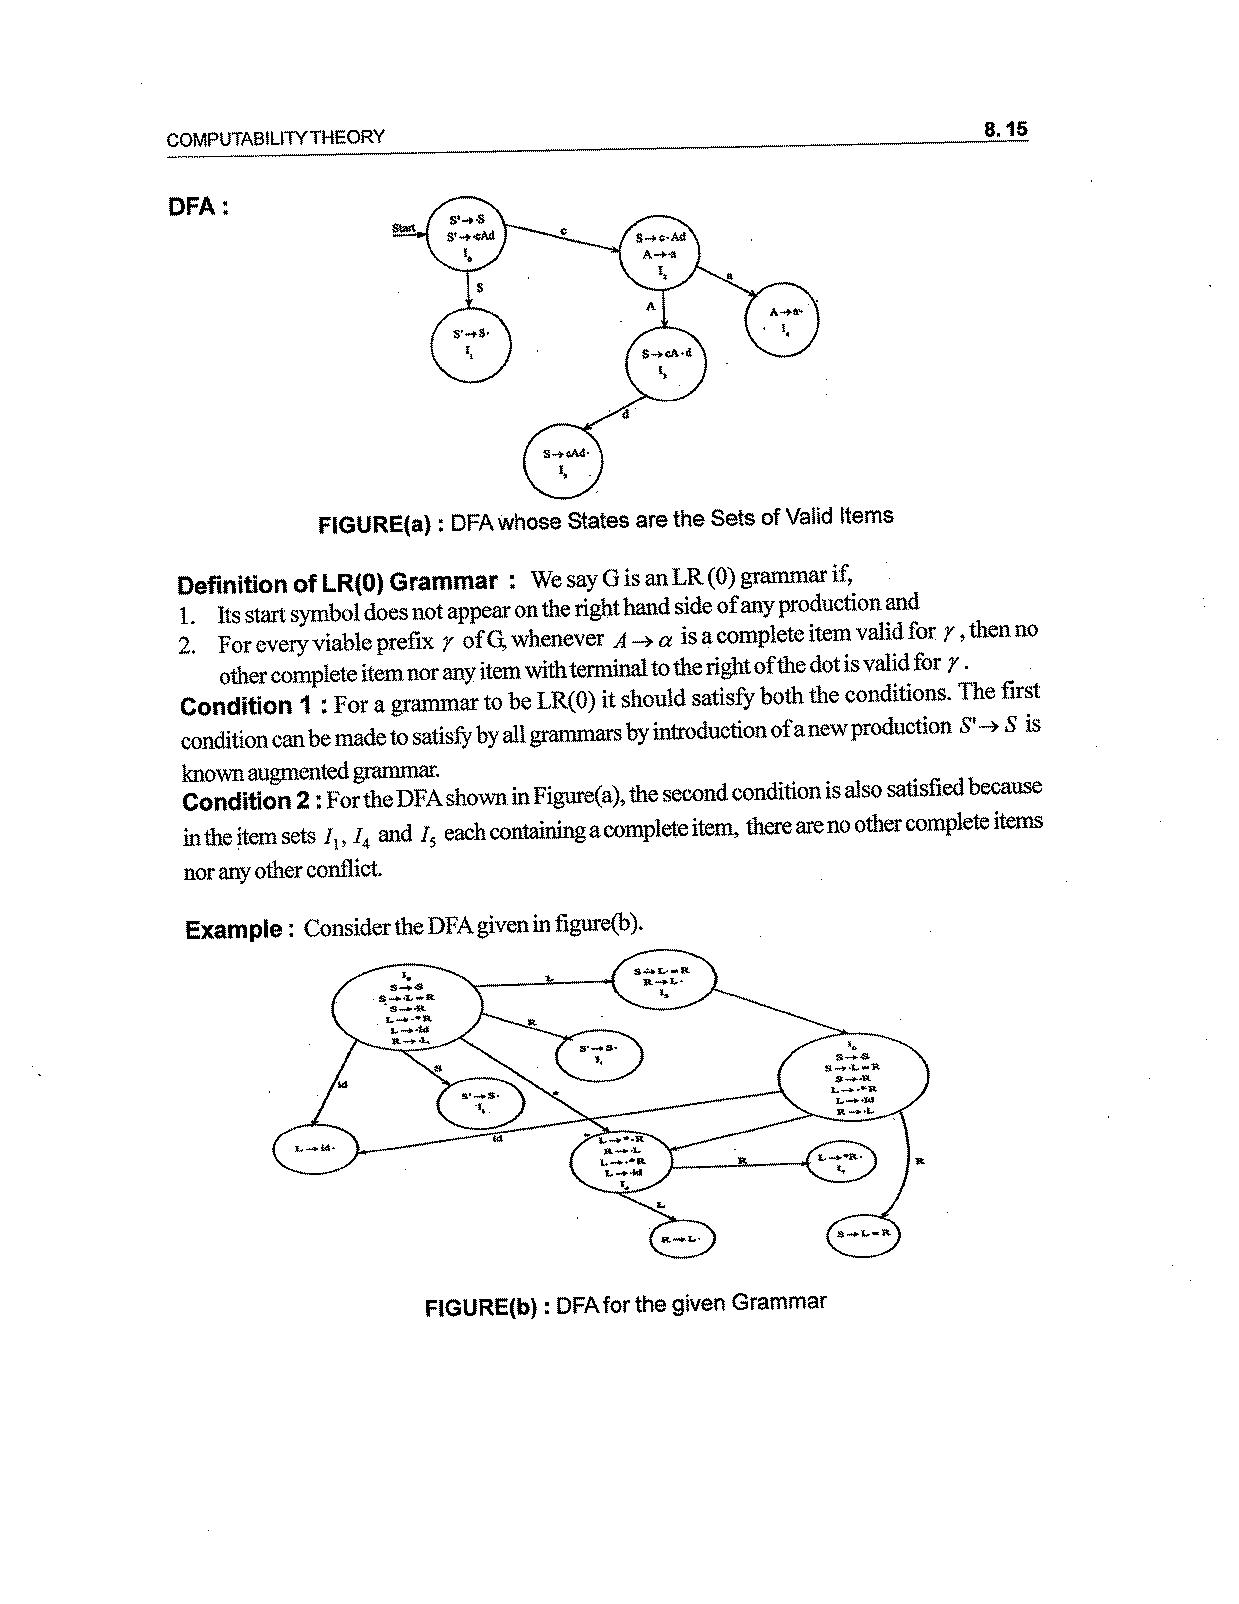 COMPUTABILITY THEORY 8.15
DFA :
Start
S'→·S
S'→·cAd
I₀
c
S→c·Ad
A→·a
I₂
a
A→a·
I₄
S
S'→S·
I₁
A
S→cA·d
I₃
d
S→cAd·
I₅
FIGURE(a) : DFA whose States are the Sets of Valid Items
Definition of LR(0) Grammar : We say G is an LR (0) grammar if,
1. Its start symbol does not appear on the right hand side of any production and
2. For every viable prefix γ of G, whenever A → α is a complete item valid for γ , then no
other complete item nor any item with terminal to the right of the dot is valid for γ .
Condition 1 : For a grammar to be LR(0) it should satisfy both the conditions. The first
condition can be made to satisfy by all grammars by introduction of a new production S'→ S is
known augmented grammar.
Condition 2 : For the DFA shown in Figure(a), the second condition is also satisfied because
in the item sets I₁, I₄ and I₅ each containing a complete item, there are no other complete items
nor any other conflict.
Example : Consider the DFA given in figure(b).
I₀
S→·S
S→·L=R
S→·R
L→·*R
L→·id
R→·L
L
S→L·=R
R→L·
R
S'→S·
I₀
S→·S
S→·L=R
S→·R
L→·*R
L→·id
R→·L
S
S'→S·
id
L→id·
id
*
L→*·R
R→·L
L→·*R
L→·id
R
L→*R·
R
L
R→L·
S→L=R
FIGURE(b) : DFA for the given Grammar